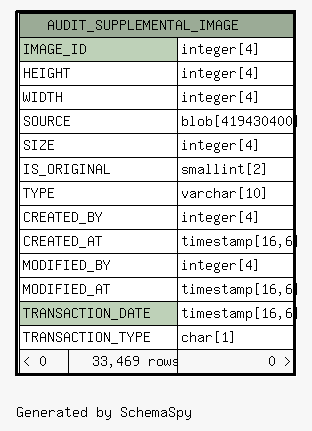 AUDIT_SUPPLEMENTAL_IMAGE
IMAGE_ID integer[4]
HEIGHT integer[4]
WIDTH integer[4]
SOURCE blob[419430400
SIZE integer[4]
IS_ORIGINAL smallint[2]
TYPE varchar[10]
CREATED_BY integer[4]
CREATED_AT timestamp[16,6
MODIFIED_BY integer[4]
MODIFIED_AT timestamp[16,6
TRANSACTION_DATE timestamp[16,6
TRANSACTION_TYPE char[1]
< 0 33,469 rows 0 >
Generated by SchemaSpy